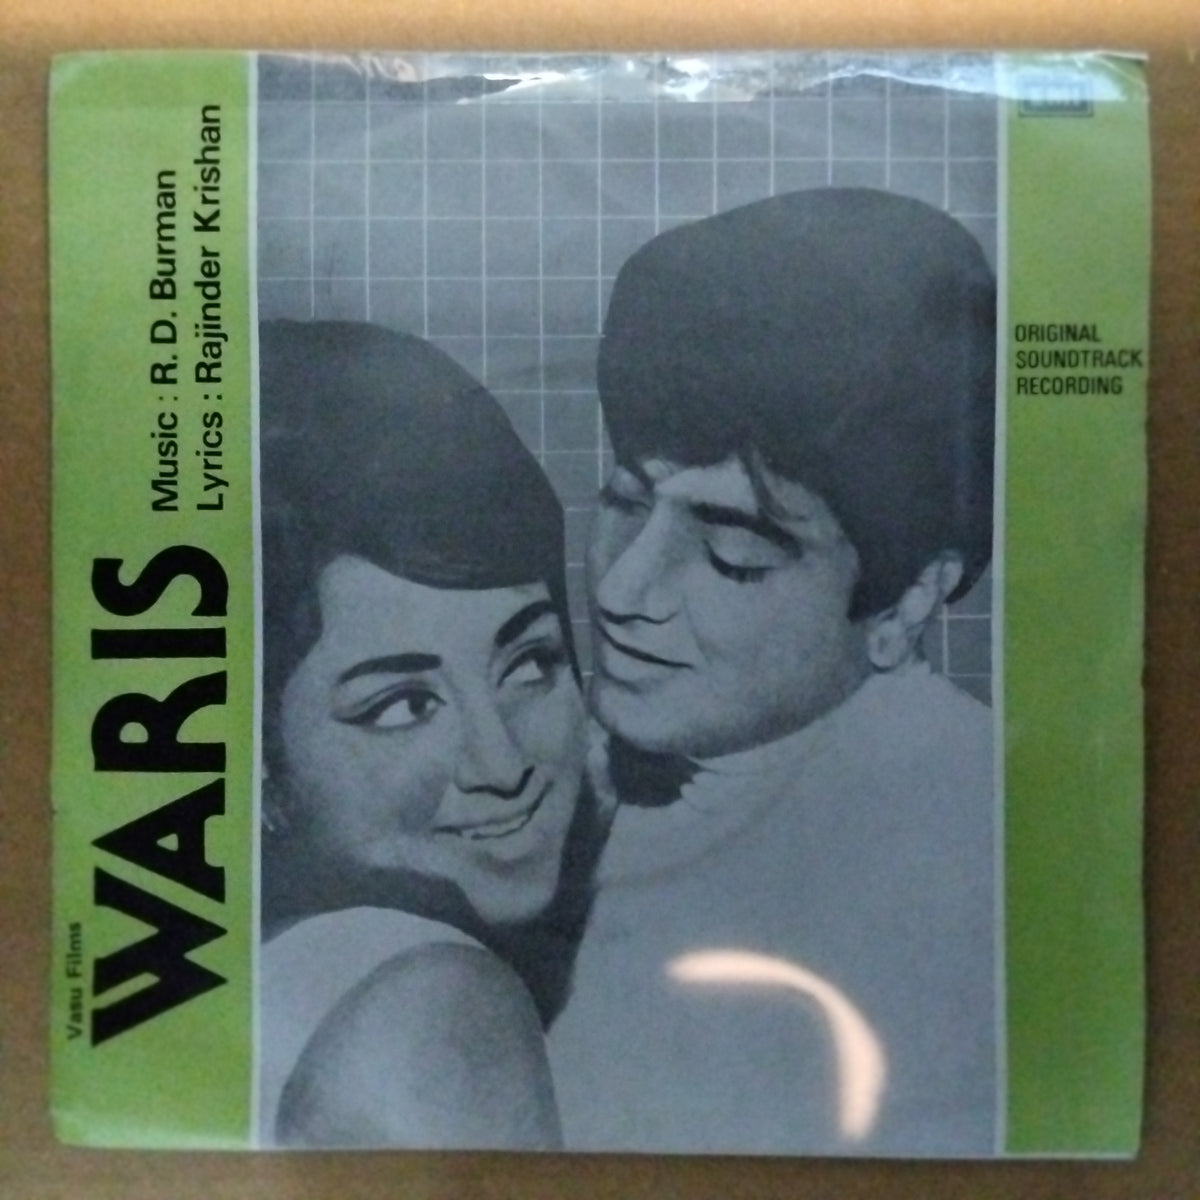 Vasu Films
WARIS
Music : R. D. Burman
Lyrics : Rajinder Krishan
ORIGINAL
SOUNDTRACK
RECORDING